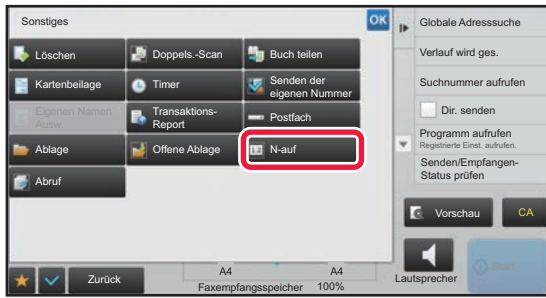 Sonstiges
OK
Löschen
Doppels.-Scan
Buch teilen
Kartenbeilage
Timer
Senden der
eigenen Nummer
Eigenen Namen
Ausw.
Transaktions-
Report
Postfach
Ablage
Offene Ablage
N-auf
Abruf
Zurück
A4
A4
Faxempfangsspeicher 100%
Globale Adresssuche
Verlauf wird ges.
Suchnummer aufrufen
Dir. senden
Programm aufrufen
Registrierte Einst. aufrufen.
Senden/Empfangen-
Status prüfen
Vorschau
CA
Lautsprecher
Start